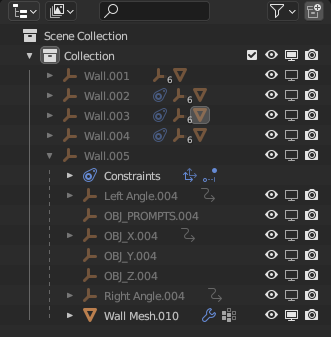 Scene Collection
Collection
Wall.001 6
Wall.002 6
Wall.003 6
Wall.004 6
Wall.005
Constraints
Left Angle.004
OBJ_PROMPTS.004
OBJ_X.004
OBJ_Y.004
OBJ_Z.004
Right Angle.004
Wall Mesh.010